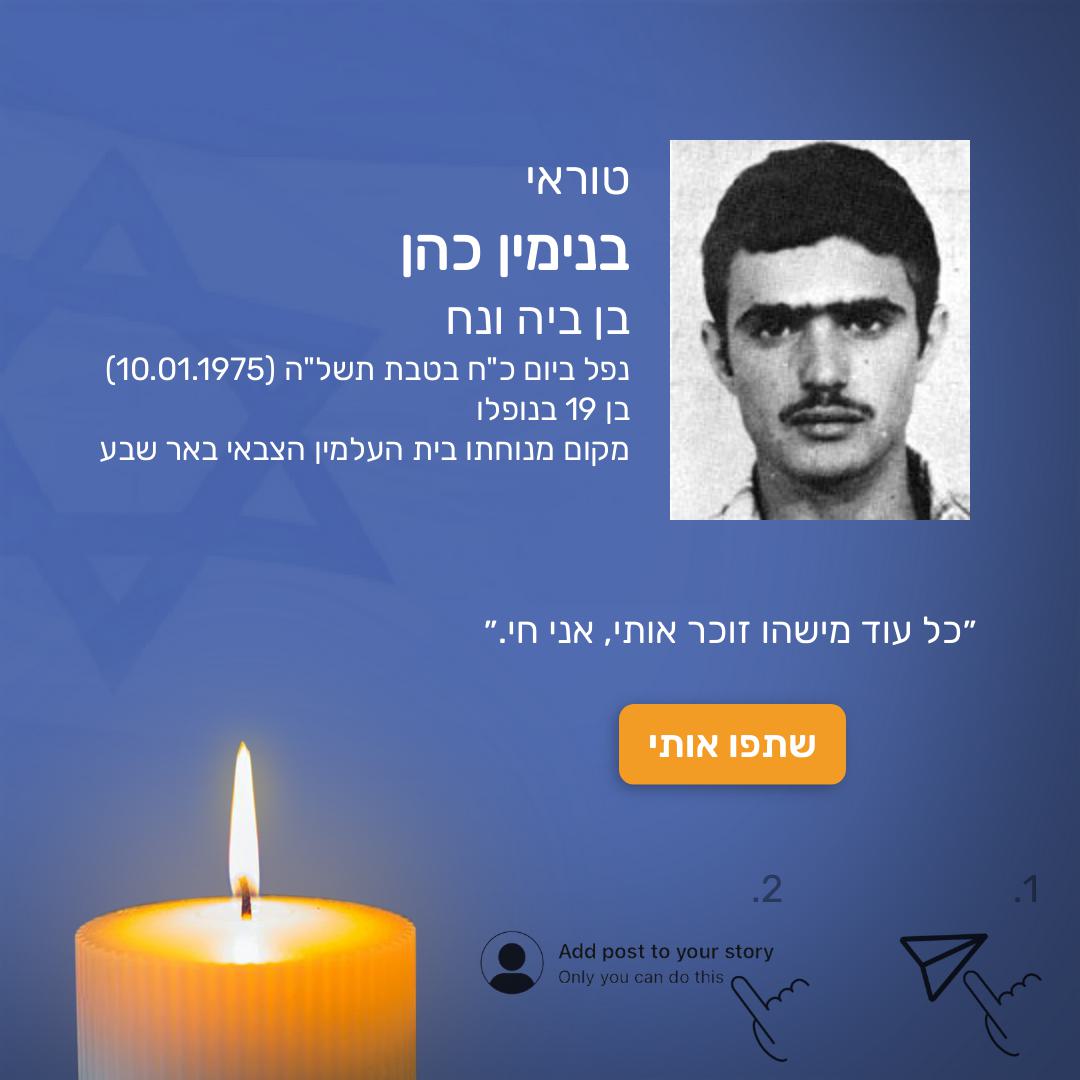 טוראי
בנימין כהן
בן ביה ונח
נפל ביום כ"ח בטבת תשל"ה (10.01.1975)
בן 19 בנופלו
מקום מנוחתו בית העלמין הצבאי באר שבע
״כל עוד מישהו זוכר אותי, אני חי.״
שתפו אותי
.1
.2
Add post to your story
Only you can do this